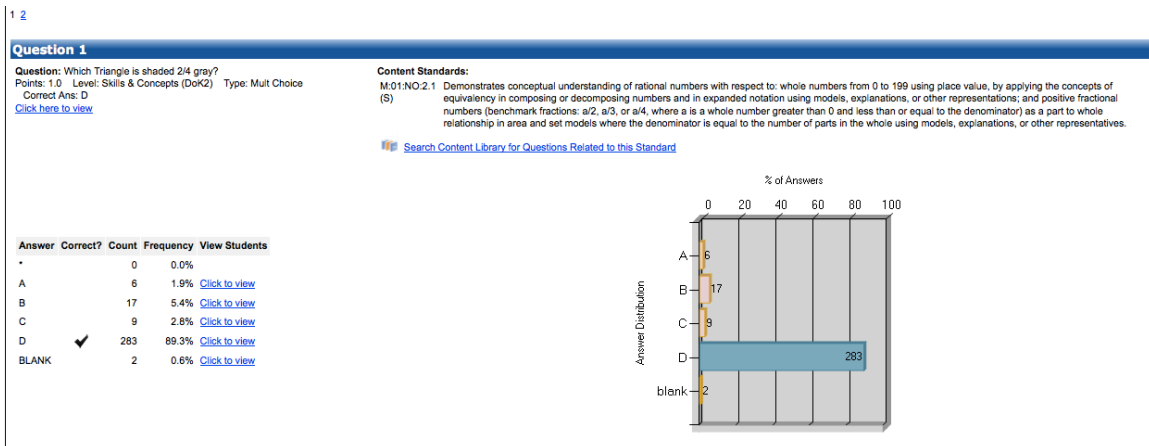 1 2
Question 1
Question: Which Triangle is shaded 2/4 gray?
Points: 1.0 Level: Skills & Concepts (DoK2) Type: Mult Choice
Correct Ans: D
Click here to view
Content Standards:
M:01:NO:2.1 Demonstrates conceptual understanding of rational numbers with respect to: whole numbers from 0 to 199 using place value, by applying the concepts of
(S) equivalency in composing or decomposing numbers and in expanded notation using models, explanations, or other representations; and positive fractional
numbers (benchmark fractions: a/2, a/3, or a/4, where a is a whole number greater than 0 and less than or equal to the denominator) as a part to whole
relationship in area and set models where the denominator is equal to the number of parts in the whole using models, explanations, or other representatives.
Search Content Library for Questions Related to this Standard
Answer Correct? Count Frequency View Students
* 0 0.0%
A 6 1.9% Click to view
B 17 5.4% Click to view
C 9 2.8% Click to view
D ✔ 283 89.3% Click to view
BLANK 2 0.6% Click to view
% of Answers
0 20 40 60 80 100
Answer Distribution
A 6
B 17
C 9
D 283
blank 2